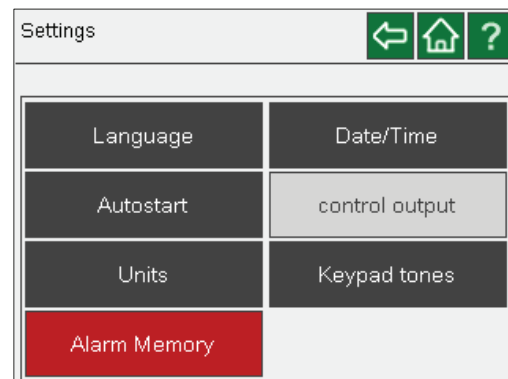 Settings ?
Language Date/Time
Autostart control output
Units Keypad tones
Alarm Memory